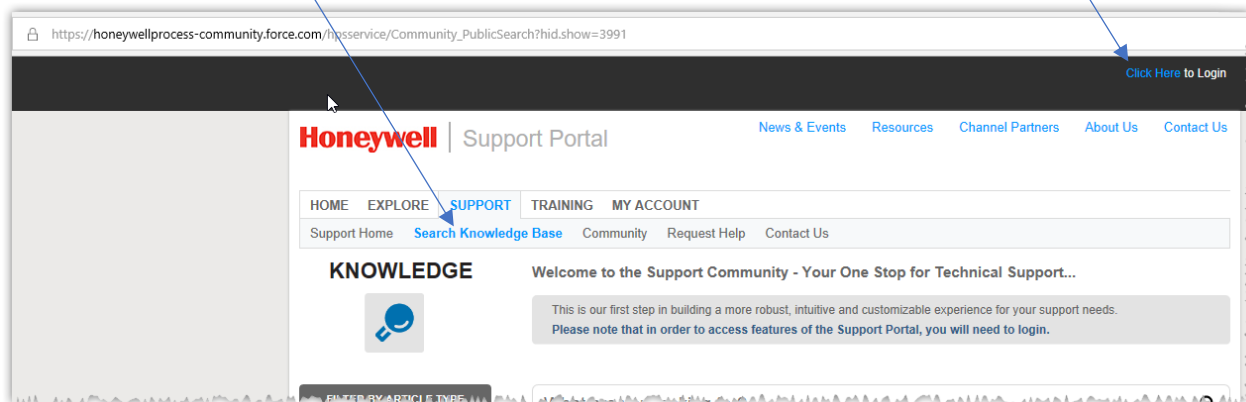 https://honeywellprocess-community.force.com/hpsservice/Community_PublicSearch?hid.show=3991
Click Here to Login
Honeywell | Support Portal
News & Events Resources Channel Partners About Us Contact Us
HOME EXPLORE SUPPORT TRAINING MY ACCOUNT
Support Home Search Knowledge Base Community Request Help Contact Us
KNOWLEDGE
Welcome to the Support Community - Your One Stop for Technical Support...
This is our first step in building a more robust, intuitive and customizable experience for your support needs.
Please note that in order to access features of the Support Portal, you will need to login.
FILTER BY ARTICLE TYPE